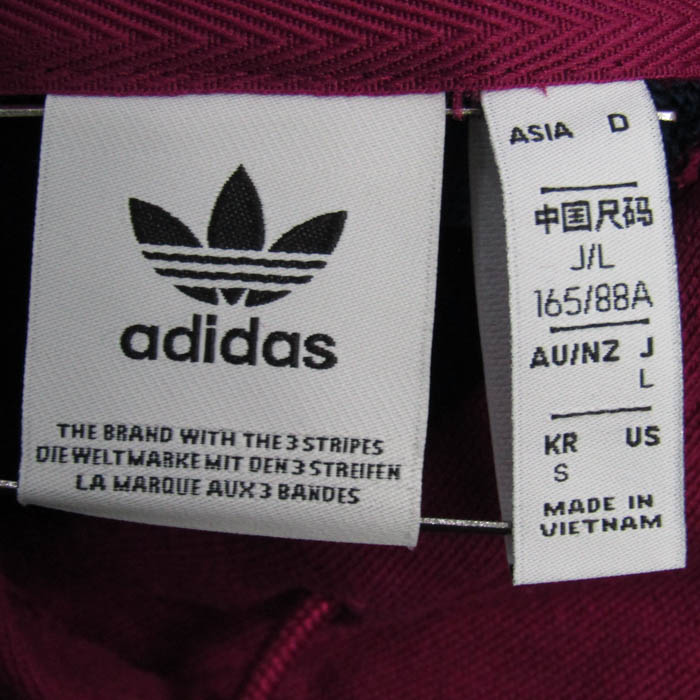 adidas
THE BRAND WITH THE 3 STRIPES
DIE WELTMARKE MIT DEN 3 STREIFEN
LA MARQUE AUX 3 BANDES
ASIA D
中国尺码
J/L
165/88A
AU/NZ J
L
KR US
S
MADE IN
VIETNAM